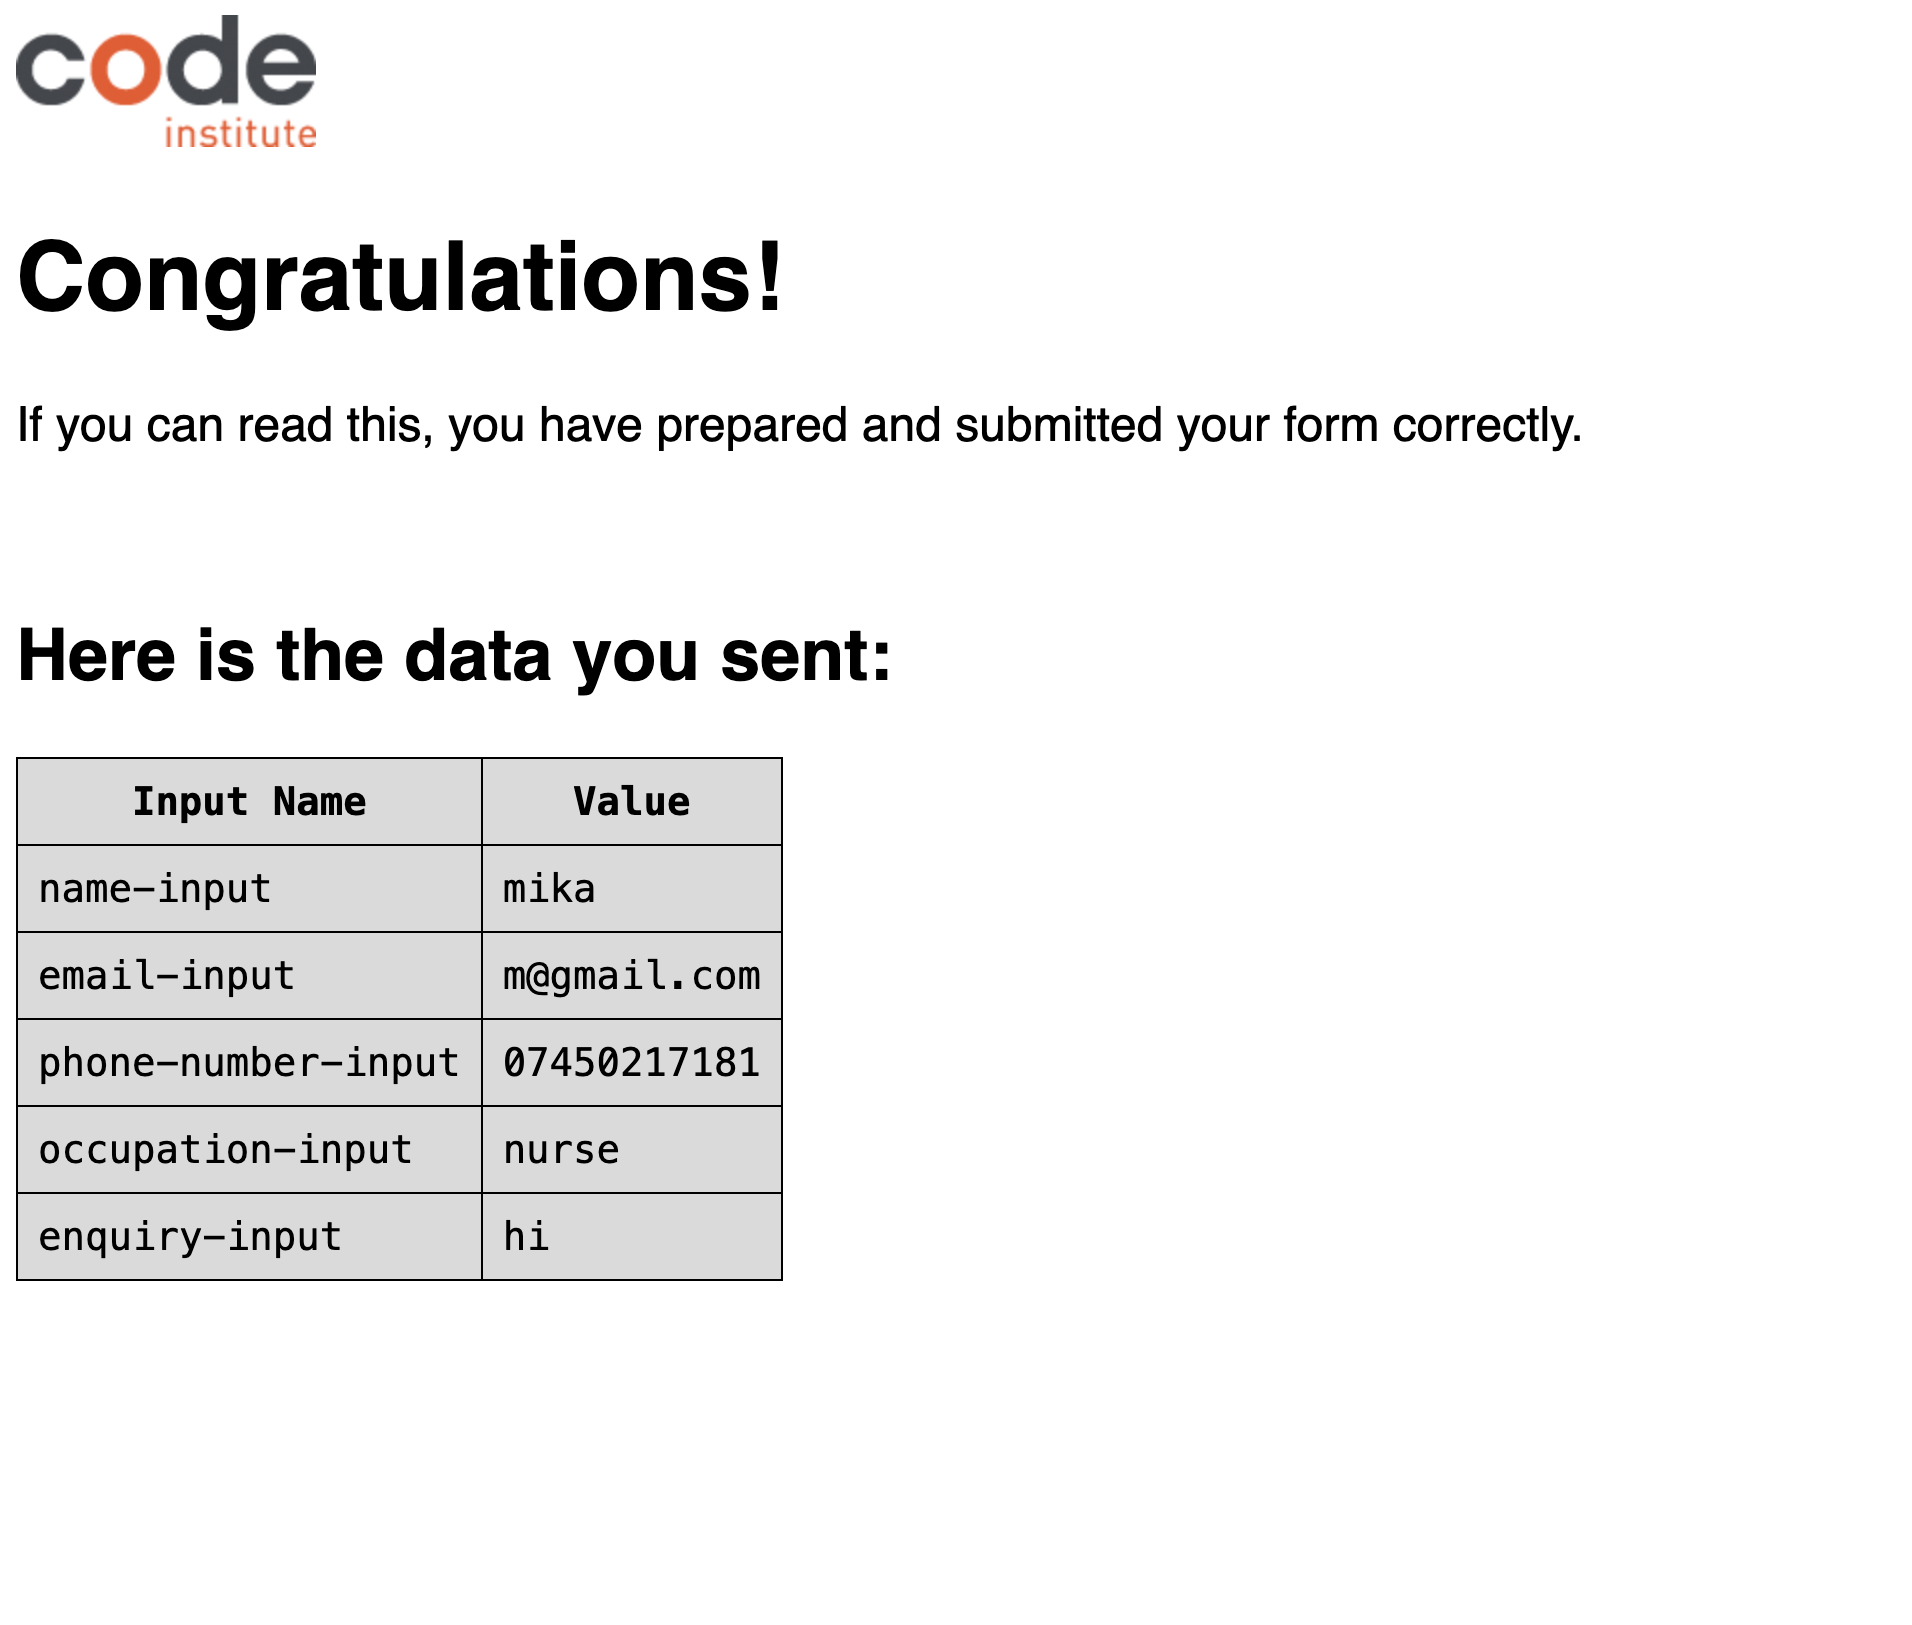 code
institute
Congratulations!
If you can read this, you have prepared and submitted your form correctly.
Here is the data you sent:
Input Name Value
name-input mika
email-input m@gmail.com
phone-number-input 07450217181
occupation-input nurse
enquiry-input hi